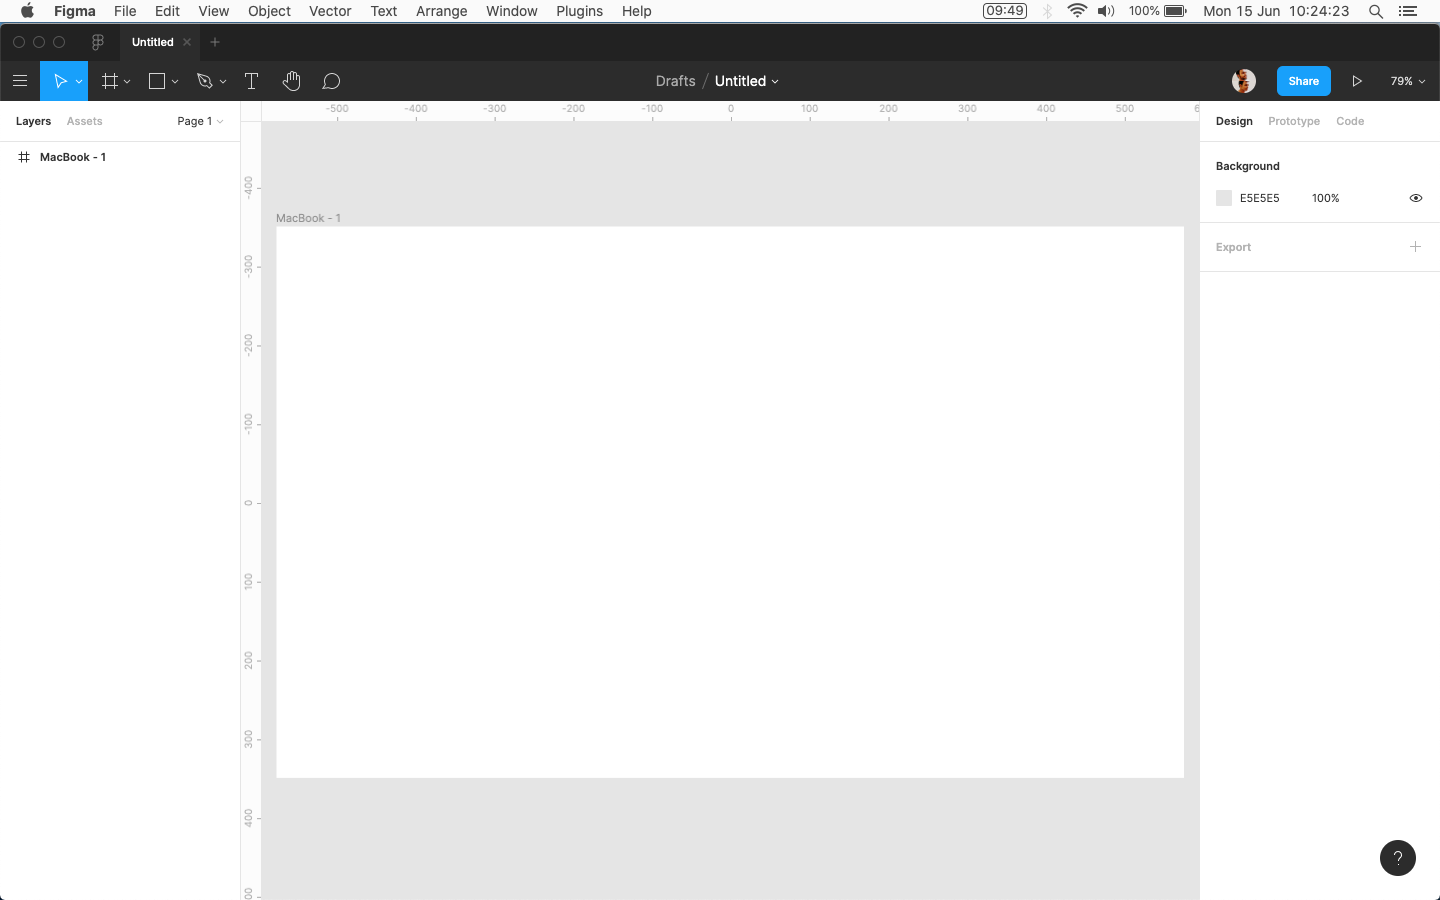 Figma File Edit View Object Vector Text Arrange Window Plugins Help 09:49 100% Mon 15 Jun 10:24:23
Untitled
Drafts / Untitled Share 79%
Layers Assets Page 1
-500 -400 -300 -200 -100 0 100 200 300 400 500 6
Design Prototype Code
MacBook - 1
Background
E5E5E5 100%
Export
MacBook - 1
-400
-300
-200
-100
0
100
200
300
400
00
?